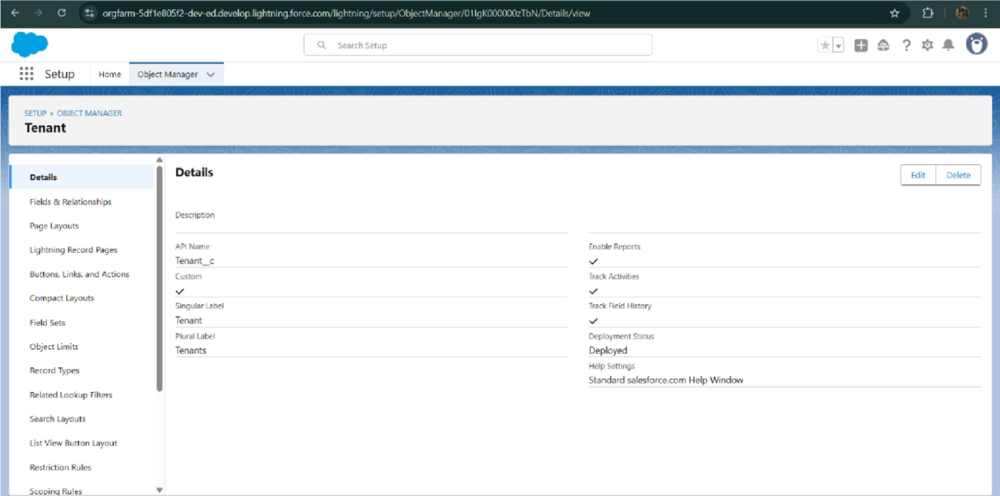 orgfarm-5df1e805f2-dev-ed.develop.lightning.force.com/lightning/setup/ObjectManager/01IgK000000zTbN/Details/view
Search Setup
Setup
Home
Object Manager
SETUP > OBJECT MANAGER
Tenant
Details
Fields & Relationships
Page Layouts
Lightning Record Pages
Buttons, Links, and Actions
Compact Layouts
Field Sets
Object Limits
Record Types
Related Lookup Filters
Search Layouts
List View Button Layout
Restriction Rules
Scoping Rules
Details
Edit
Delete
Description
API Name
Tenant__c
Custom
Singular Label
Tenant
Plural Label
Tenants
Enable Reports
Track Activities
Track Field History
Deployment Status
Deployed
Help Settings
Standard salesforce.com Help Window